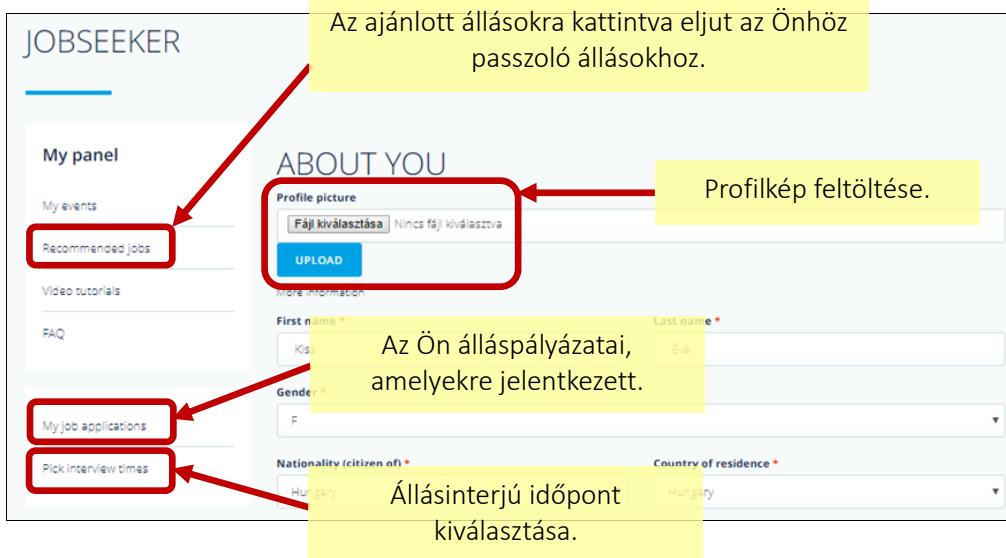 Az ajánlott állásokra kattintva eljut az Önhöz
passzoló állásokhoz.
JOBSEEKER
My panel
My events
Recommended jobs
Video tutorials
FAQ
My job applications
Pick interview times
ABOUT YOU
Profile picture
Fájl kiválasztása Nincs fájl kiválasztva
UPLOAD
More information
Profilkép feltöltése.
First name *
Last name *
Kiss
Éva
Az Ön álláspályázatai,
amelyekre jelentkezett.
Gender *
F
Nationality (citizen of) *
Country of residence *
Hungary
Hungary
Állásinterjú időpont
kiválasztása.